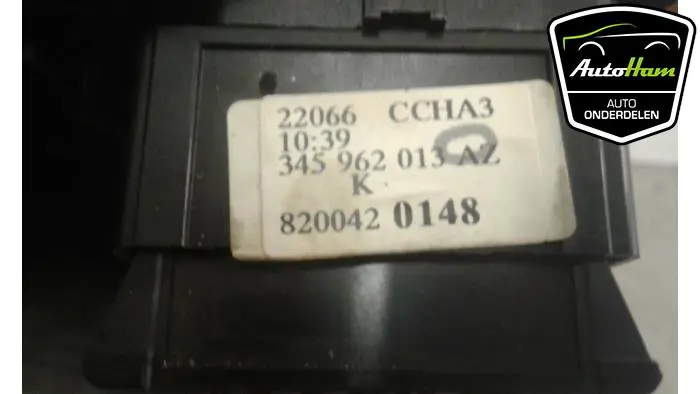 22066 CCHA3
10:39
345 962 013 AZ
K
820042 0148
AutoHam
AUTO
ONDERDELEN